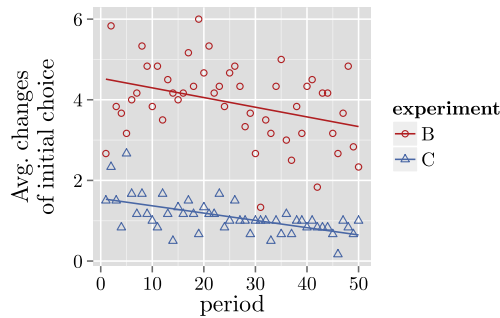 Avg. changes
of initial choice
6
4
2
0
0 10 20 30 40 50
period
experiment
B
C